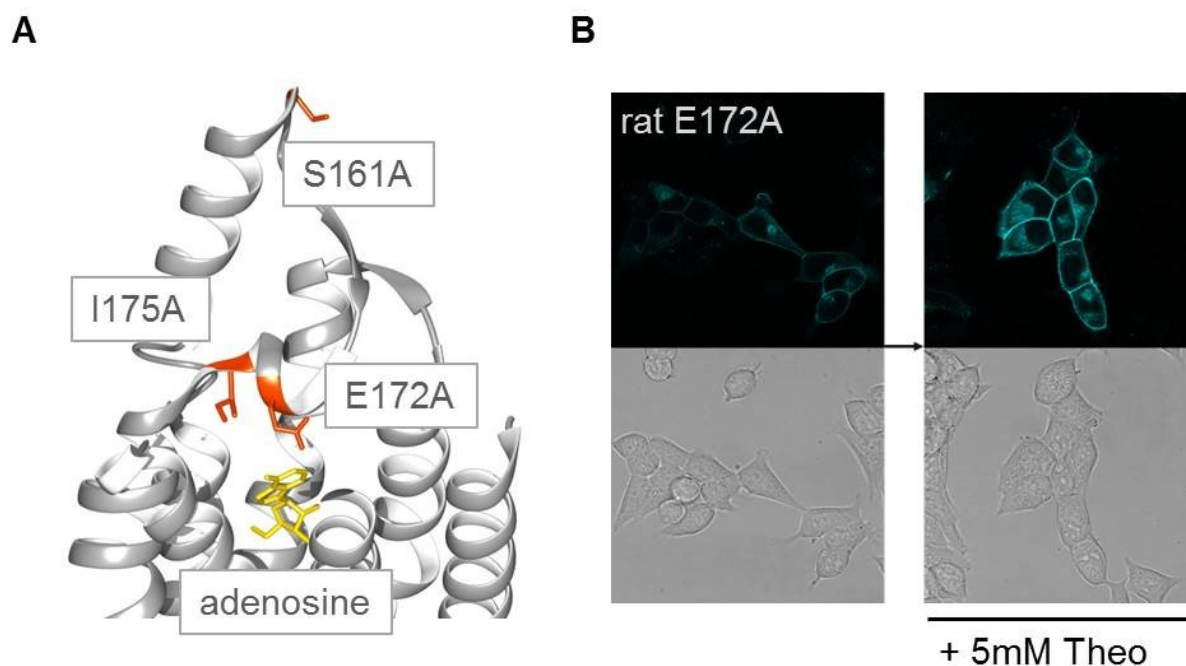 A
B
S161A
I175A
E172A
adenosine
rat E172A
+ 5mM Theo